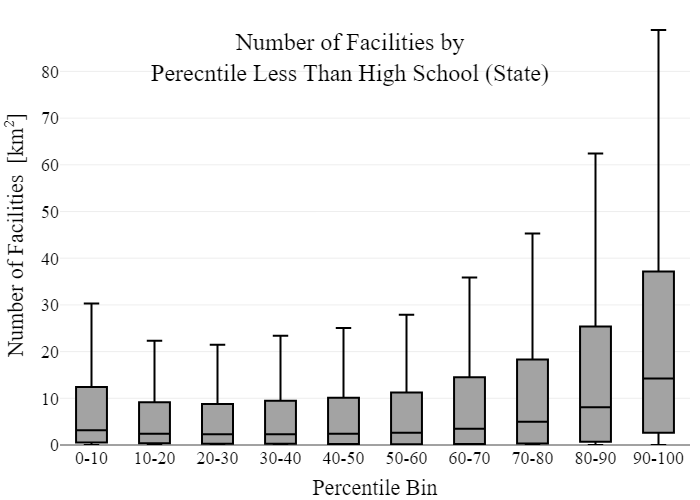 Number of Facilities by
Perecntile Less Than High School (State)
Number of Facilities [km²]
80
70
60
50
40
30
20
10
0
0-10 10-20 20-30 30-40 40-50 50-60 60-70 70-80 80-90 90-100
Percentile Bin